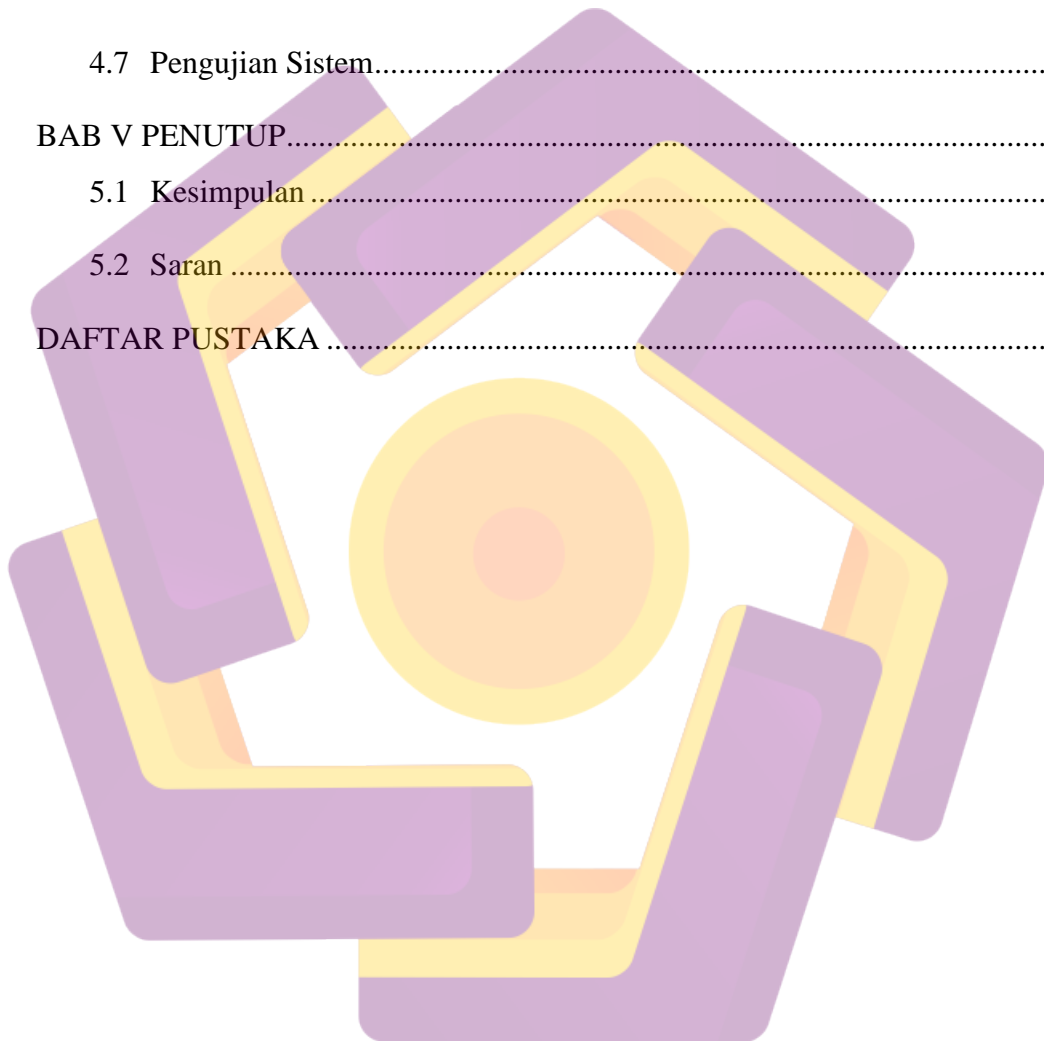 4.7 Pengujian Sistem..........................................................................................
BAB V PENUTUP....................................................................................................
5.1 Kesimpulan ..................................................................................................
5.2 Saran ..........................................................................................................
DAFTAR PUSTAKA ................................................................................................